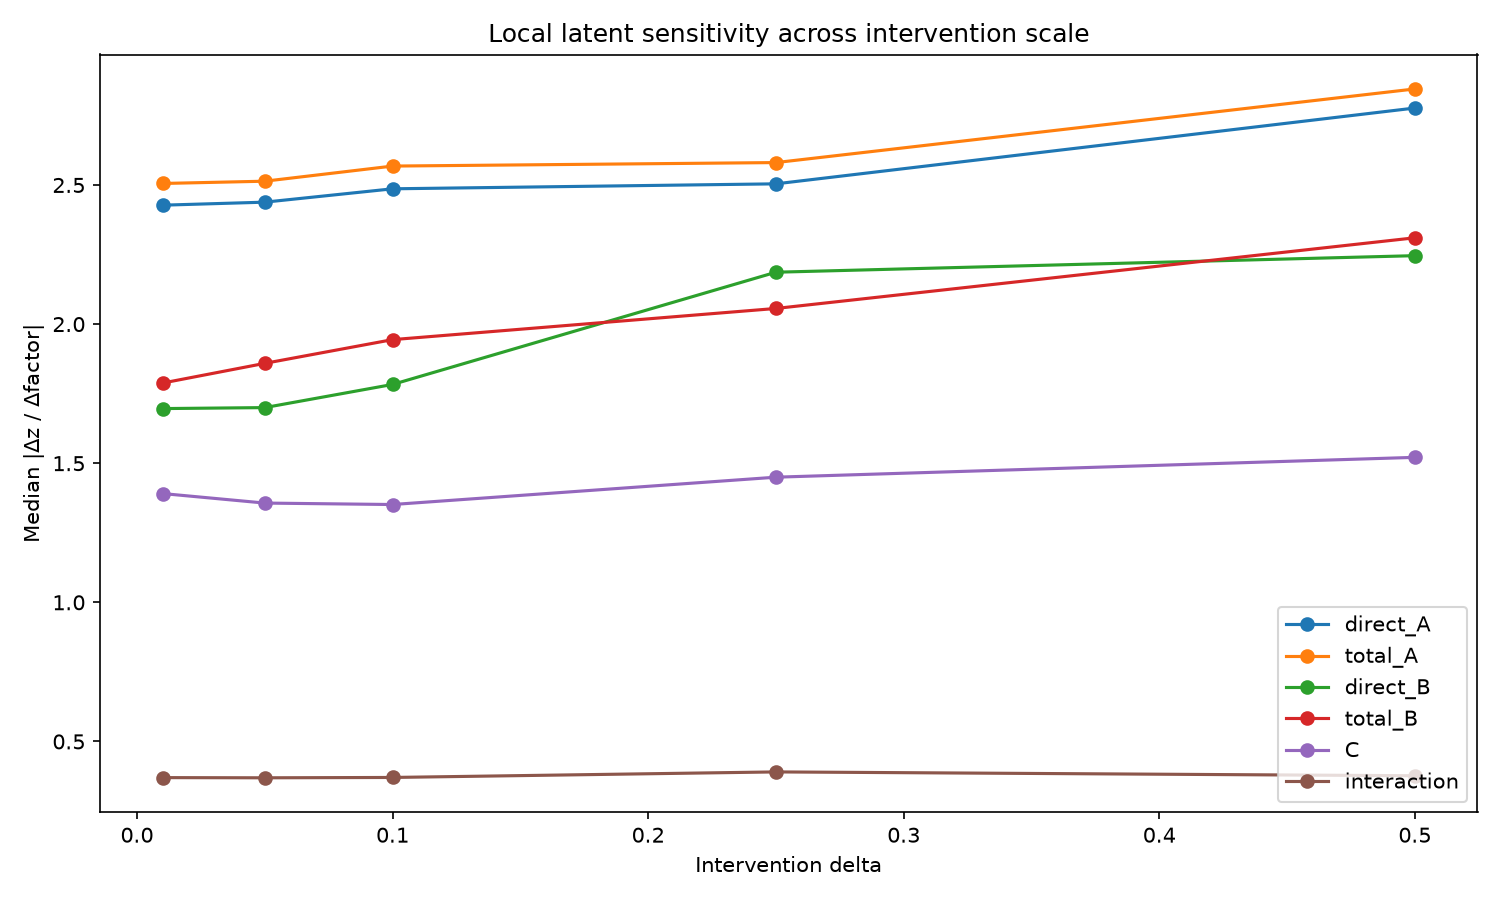 Local latent sensitivity across intervention scale
Median |Δz / Δfactor|
2.5
2.0
1.5
1.0
0.5
direct_A
total_A
direct_B
total_B
C
interaction
0.0 0.1 0.2 0.3 0.4 0.5
Intervention delta